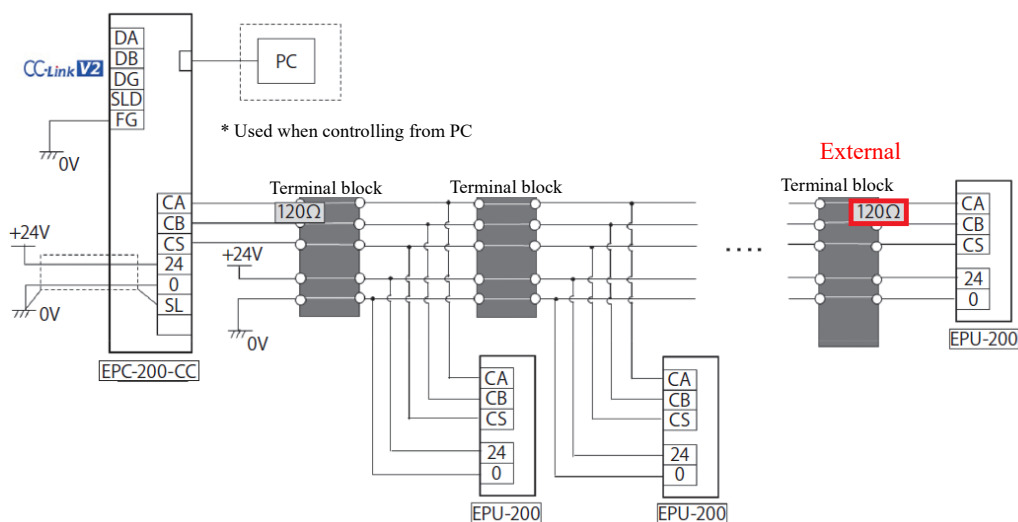 DA
DB
DG
SLD
FG
CC-Link V2
PC
* Used when controlling from PC
0V
External
Terminal block
Terminal block
Terminal block
120Ω
120Ω
CA
CB
CS
24
0
SL
+24V
0V
+24V
0V
EPC-200-CC
CA
CB
CS
24
0
EPU-200
CA
CB
CS
24
0
EPU-200
CA
CB
CS
24
0
EPU-200